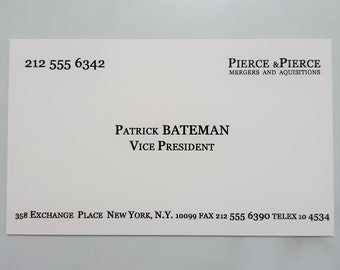 212 555 6342
PIERCE & PIERCE
MERGERS AND AQUISITIONS
PATRICK BATEMAN
VICE PRESIDENT
358 EXCHANGE PLACE NEW YORK, N.Y. 10099 FAX 212 555 6390 TELEX 10 4534